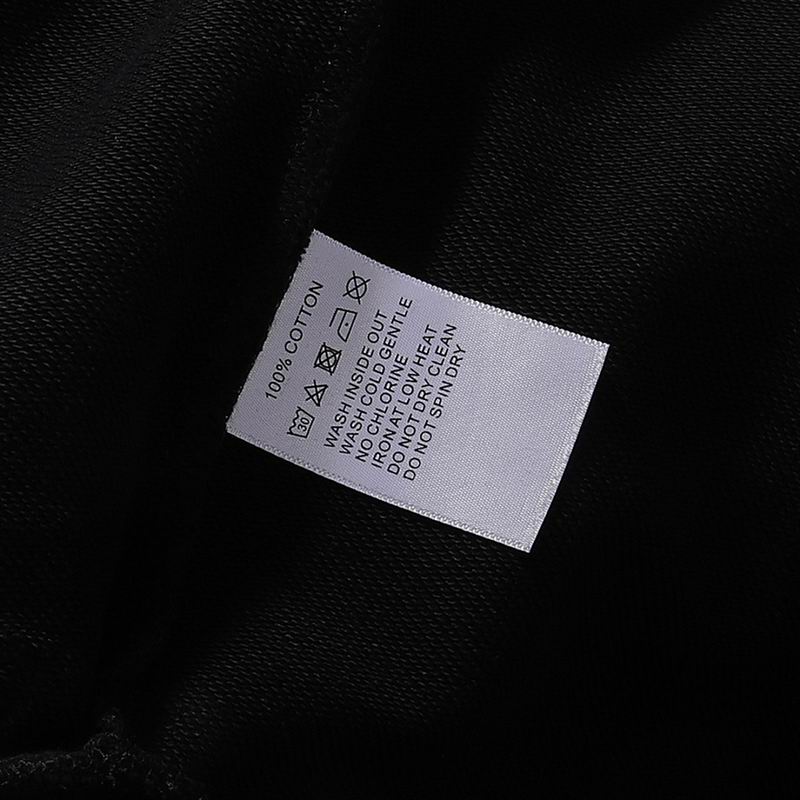 100% COTTON
30
WASH INSIDE OUT
WASH COLD GENTLE
NO CHLORINE
IRON AT LOW HEAT
DO NOT DRY CLEAN
DO NOT SPIN DRY